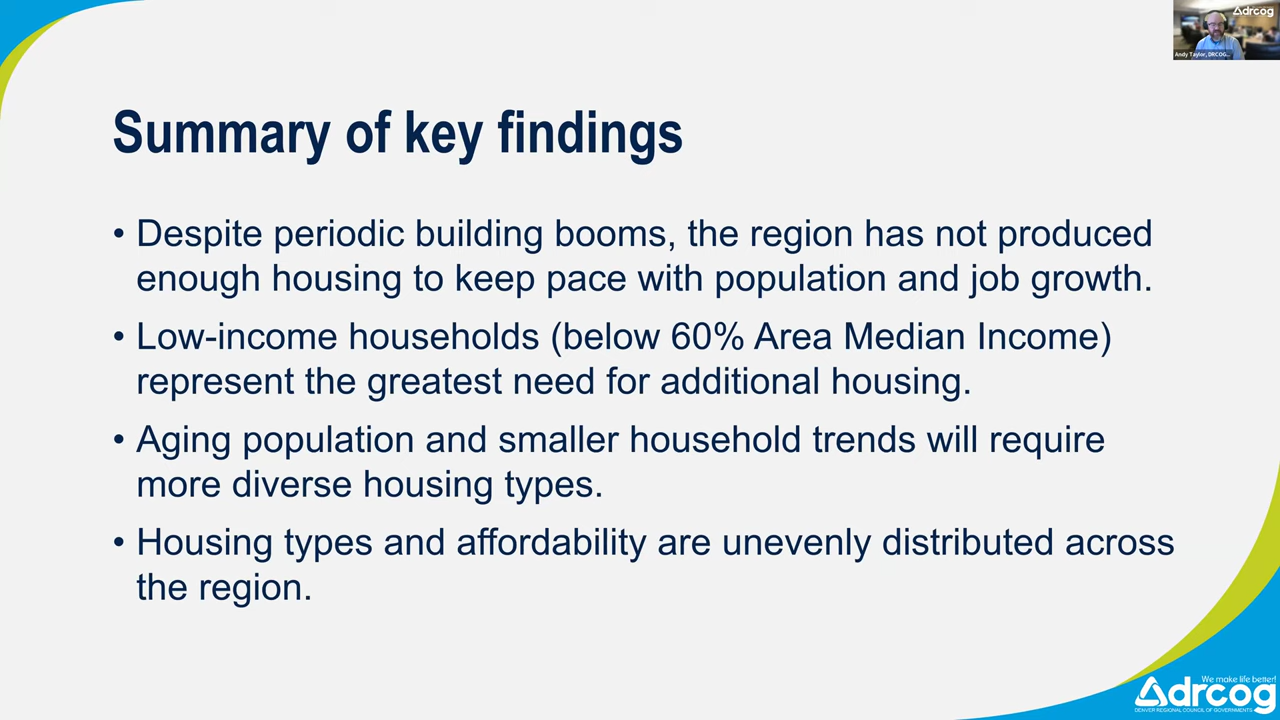 drcog
Andy Taylor, DRCOG...
Summary of key findings
• Despite periodic building booms, the region has not produced
enough housing to keep pace with population and job growth.
• Low-income households (below 60% Area Median Income)
represent the greatest need for additional housing.
• Aging population and smaller household trends will require
more diverse housing types.
• Housing types and affordability are unevenly distributed across
the region.
We make life better!
drcog
DENVER REGIONAL COUNCIL OF GOVERNMENTS